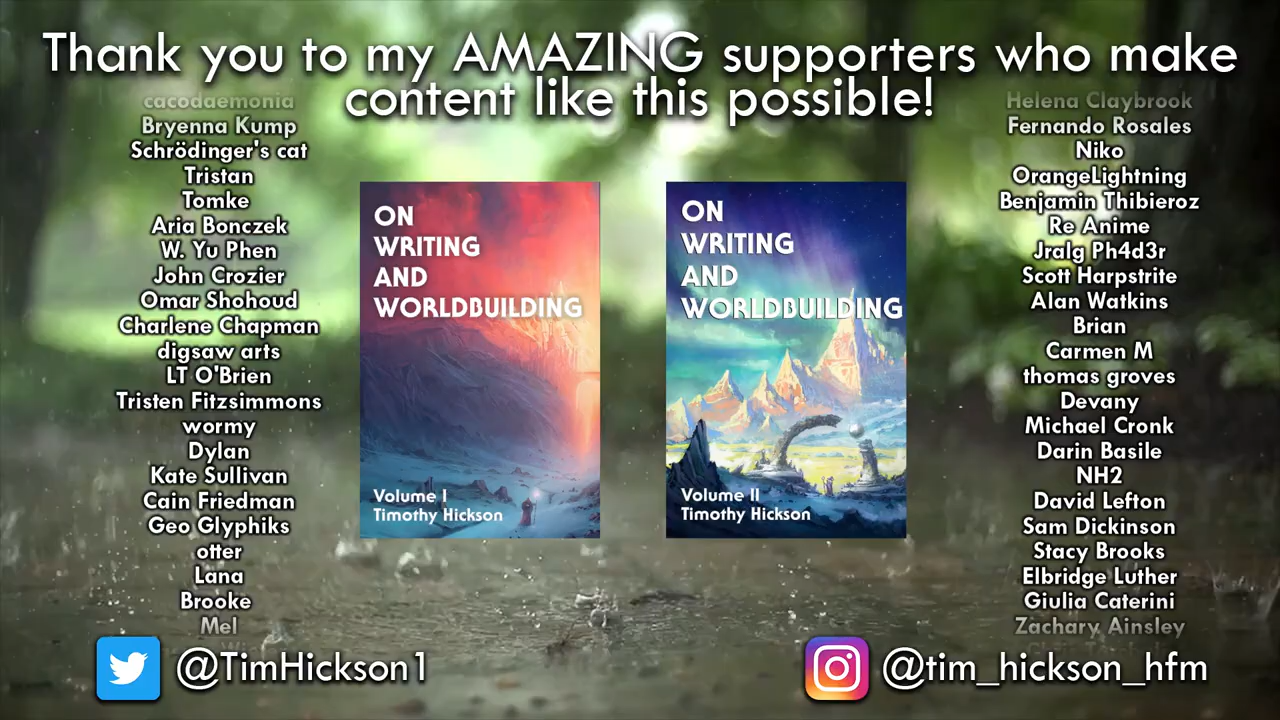 Thank you to my AMAZING supporters who make
content like this possible!
cacodaemonia
Bryenna Kump
Schrödinger's cat
Tristan
Tomke
Aria Bonczek
W. Yu Phen
John Crozier
Omar Shohoud
Charlene Chapman
digsaw arts
LT O'Brien
Tristen Fitzsimmons
wormy
Dylan
Kate Sullivan
Cain Friedman
Geo Glyphiks
otter
Lana
Brooke
Mel
ON
WRITING
AND
WORLDBUILDING
Volume I
Timothy Hickson
ON
WRITING
AND
WORLDBUILDING
Volume II
Timothy Hickson
Helena Claybrook
Fernando Rosales
Niko
OrangeLightning
Benjamin Thibieroz
Re Anime
Jralg Ph4d3r
Scott Harpstrite
Alan Watkins
Brian
Carmen M
thomas groves
Devany
Michael Cronk
Darin Basile
NH2
David Lefton
Sam Dickinson
Stacy Brooks
Elbridge Luther
Giulia Caterini
Zachary Ainsley
@TimHickson1
@tim_hickson_hfm